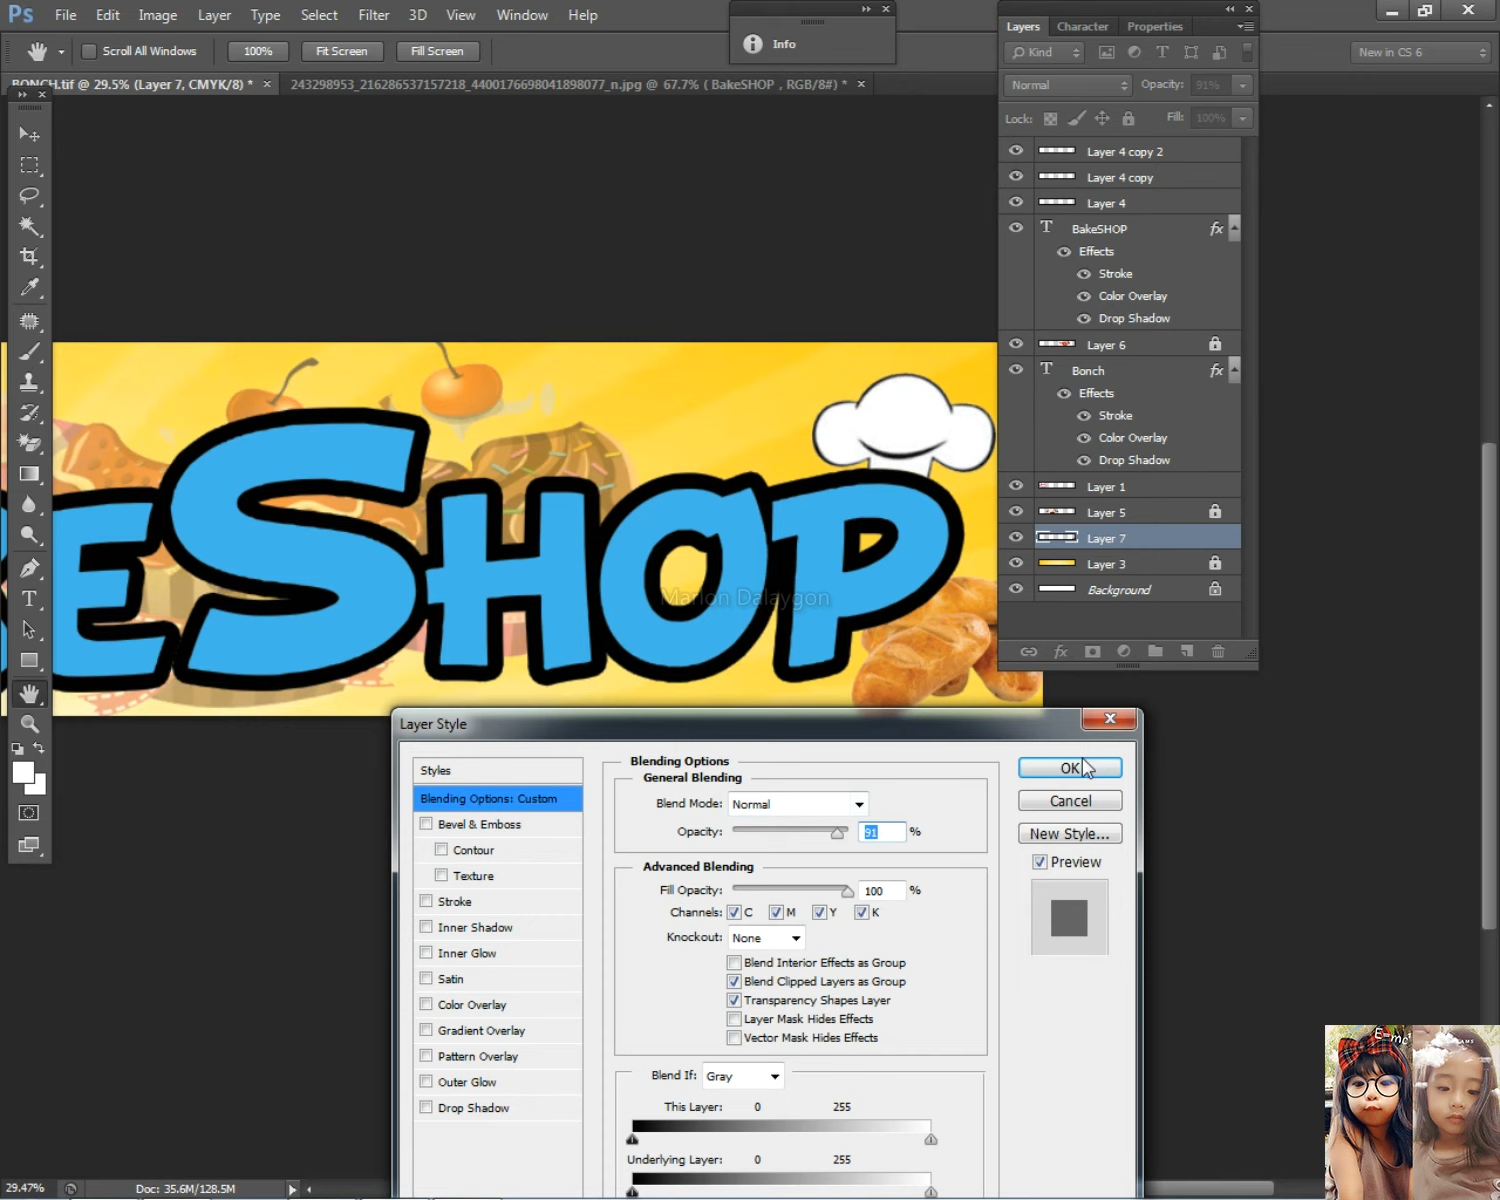 Ps File Edit Image Layer Type Select Filter 3D View Window Help
Scroll All Windows 100% Fit Screen Fill Screen
Info
New in CS 6
BONCH.tif @ 29.5% (Layer 7, CMYK/8) *
243298953_216286537157218_4400176698041898077_n.jpg @ 67.7% ( BakeSHOP , RGB/8#) *
Layers Character Properties
Kind
Normal Opacity: 91%
Lock: Fill: 100%
Layer 4 copy 2
Layer 4 copy
Layer 4
T BakeSHOP fx
Effects
Stroke
Color Overlay
Drop Shadow
Layer 6
T Bonch fx
Effects
Stroke
Color Overlay
Drop Shadow
Layer 1
Layer 5
Layer 7
Layer 3
Background
fx
ESHOP
Marlon Dalaygon
Layer Style
Styles
Blending Options: Custom
Bevel & Emboss
Contour
Texture
Stroke
Inner Shadow
Inner Glow
Satin
Color Overlay
Gradient Overlay
Pattern Overlay
Outer Glow
Drop Shadow
Blending Options
General Blending
Blend Mode: Normal
Opacity: 91 %
Advanced Blending
Fill Opacity: 100 %
Channels: C M Y K
Knockout: None
Blend Interior Effects as Group
Blend Clipped Layers as Group
Transparency Shapes Layer
Layer Mask Hides Effects
Vector Mask Hides Effects
Blend If: Gray
This Layer: 0 255
Underlying Layer: 0 255
OK
Cancel
New Style...
Preview
29.47% Doc: 35.6M/128.5M